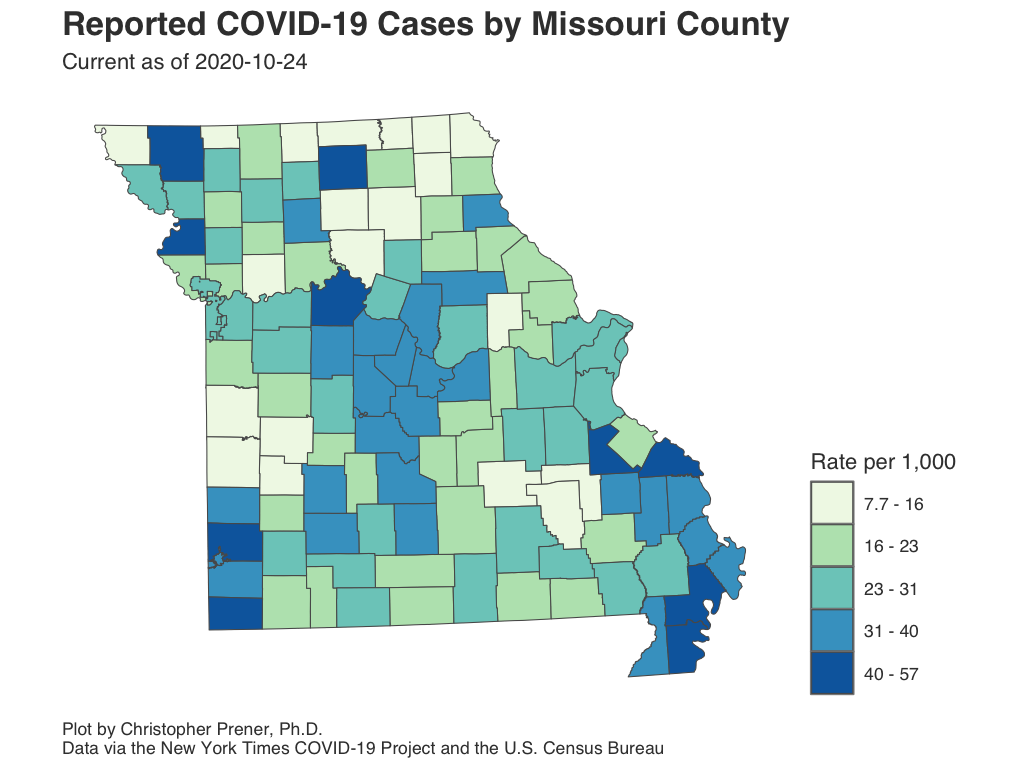 Reported COVID-19 Cases by Missouri County
Current as of 2020-10-24
Rate per 1,000
7.7 - 16
16 - 23
23 - 31
31 - 40
40 - 57
Plot by Christopher Prener, Ph.D.
Data via the New York Times COVID-19 Project and the U.S. Census Bureau